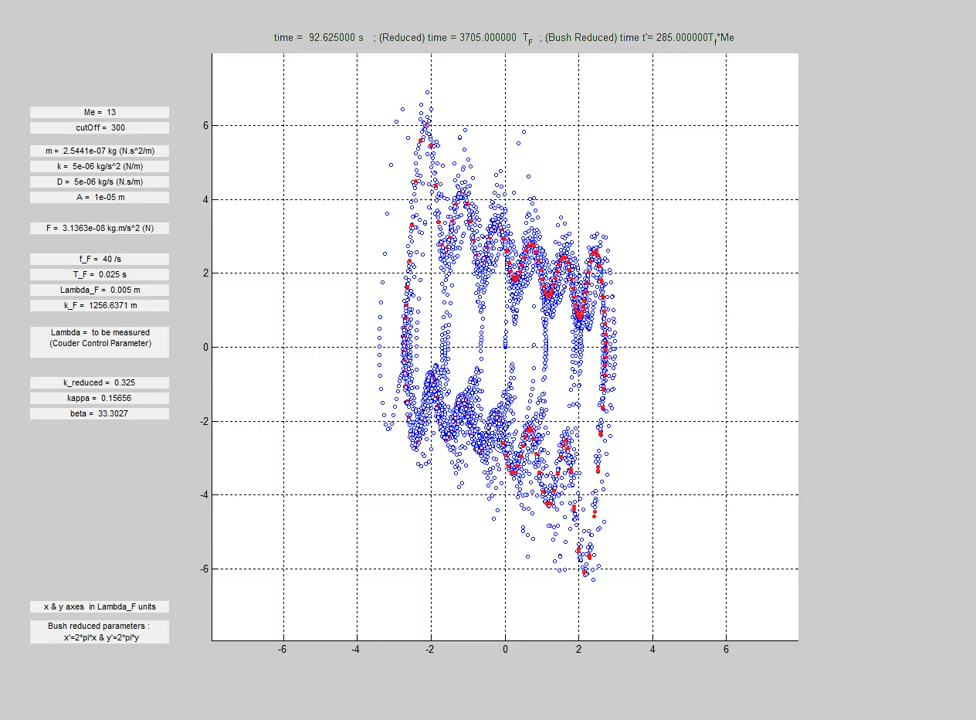 time =  92.625000 s   ; (Reduced) time = 3705.000000  T_F  ; (Bush Reduced) time t'= 285.000000T_f*Me
Me =  13
cutOff =  300
m =  2.5441e-07 kg (N.s^2/m)
k =  5e-06 kg/s^2 (N/m)
D =  5e-06 kg/s (N.s/m)
A =  1e-05 m
F =  3.1363e-08 kg.m/s^2 (N)
f_F =  40 /s
T_F =  0.025 s
Lambda_F =  0.005 m
k_F =  1256.6371 m
Lambda =  to be measured
(Couder Control Parameter)
k_reduced =  0.325
kappa =  0.15656
beta =  33.3027
x & y axes  in Lambda_F units
Bush reduced parameters :
x'=2*pi*x & y'=2*pi*y
6
4
2
0
-2
-4
-6
-6 -4 -2 0 2 4 6